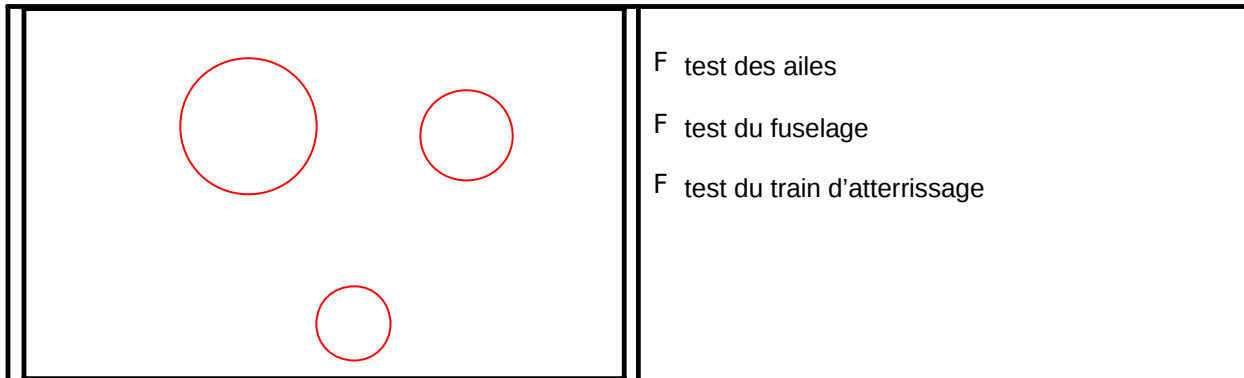 F test des ailes
F test du fuselage
F test du train d’atterrissage